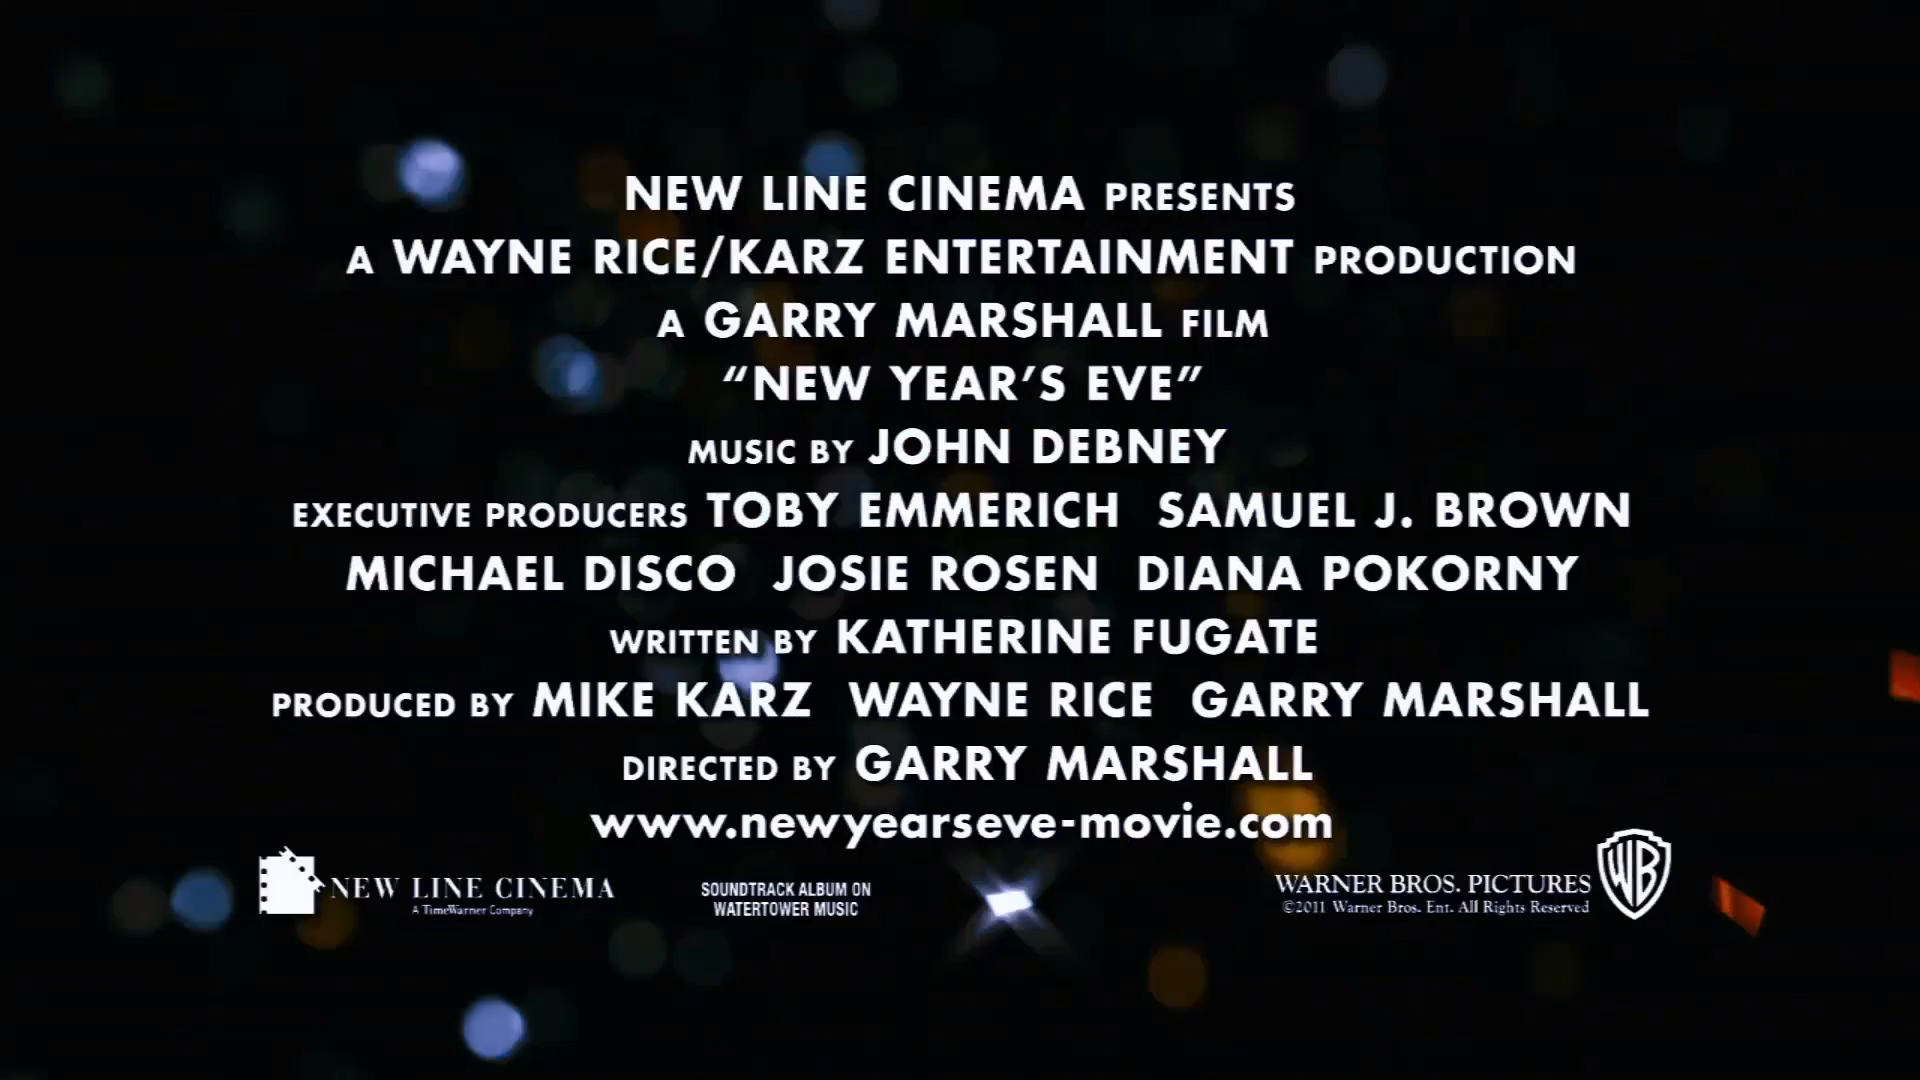 NEW LINE CINEMA PRESENTS
A WAYNE RICE/KARZ ENTERTAINMENT PRODUCTION
A GARRY MARSHALL FILM
“NEW YEAR’S EVE”
MUSIC BY JOHN DEBNEY
EXECUTIVE PRODUCERS TOBY EMMERICH SAMUEL J. BROWN
MICHAEL DISCO JOSIE ROSEN DIANA POKORNY
WRITTEN BY KATHERINE FUGATE
PRODUCED BY MIKE KARZ WAYNE RICE GARRY MARSHALL
DIRECTED BY GARRY MARSHALL
www.newyearseve-movie.com
NEW LINE CINEMA
A TimeWarner Company
SOUNDTRACK ALBUM ON
WATERTOWER MUSIC
WARNER BROS. PICTURES
©2011 Warner Bros. Ent. All Rights Reserved
WB